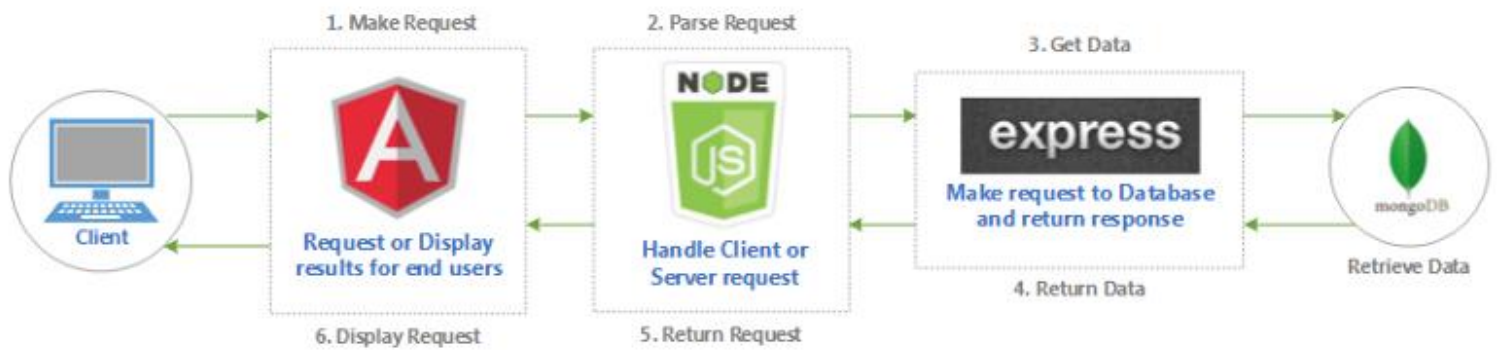 1. Make Request
2. Parse Request
3. Get Data
Client
A
Request or Display
results for end users
NODE
JS
Handle Client or
Server request
express
Make request to Database
and return response
mongoDB
Retrieve Data
4. Return Data
5. Return Request
6. Display Request